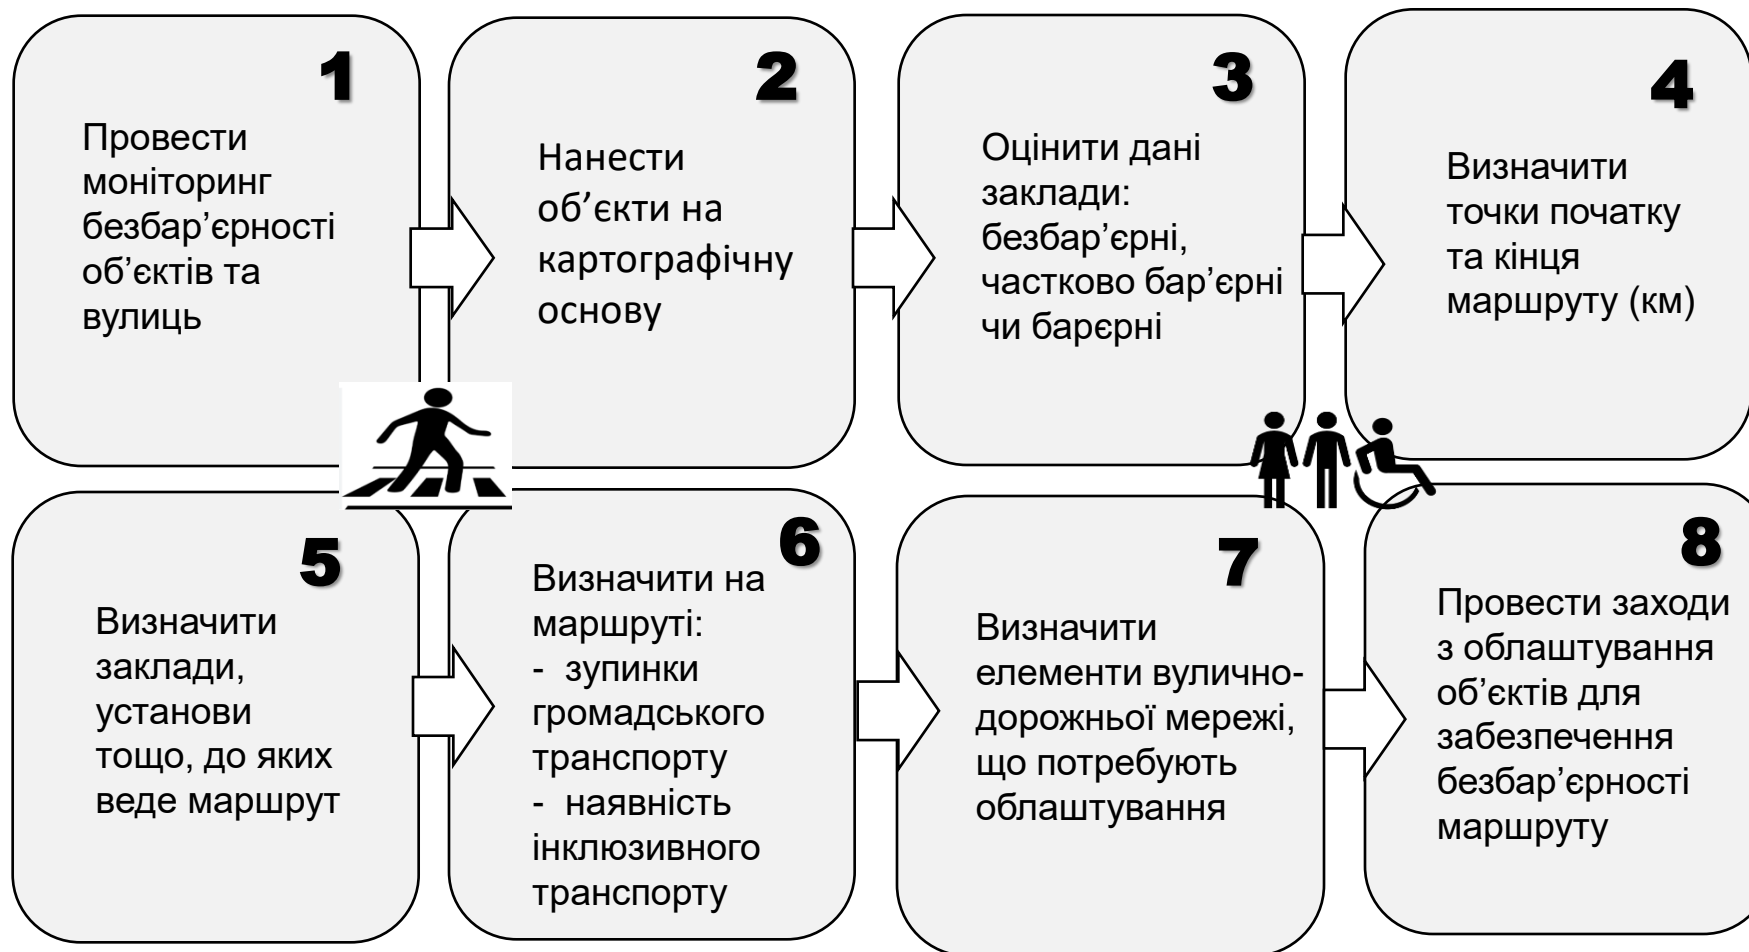 1
Провести
моніторинг
безбар’єрності
об’єктів та
вулиць
2
Нанести
об’єкти на
картографічну
основу
3
Оцінити дані
заклади:
безбар’єрні,
частково бар’єрні
чи барєрні
4
Визначити
точки початку
та кінця
маршруту (км)
5
Визначити
заклади,
установи
тощо, до яких
веде маршрут
6
Визначити на
маршруті:
- зупинки
громадського
транспорту
- наявність
інклюзивного
транспорту
7
Визначити
елементи вулично-
дорожньої мережі,
що потребують
облаштування
8
Провести заходи
з облаштування
об’єктів для
забезпечення
безбар’єрності
маршруту